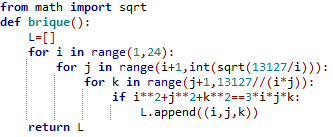 from math import sqrt
def brique():
    L=[]
    for i in range(1,24):
        for j in range(i+1,int(sqrt(13127/i))):
            for k in range(j+1,13127//(i*j)):
                if i**2+j**2+k**2==3*i*j*k:
                    L.append((i,j,k))
    return L